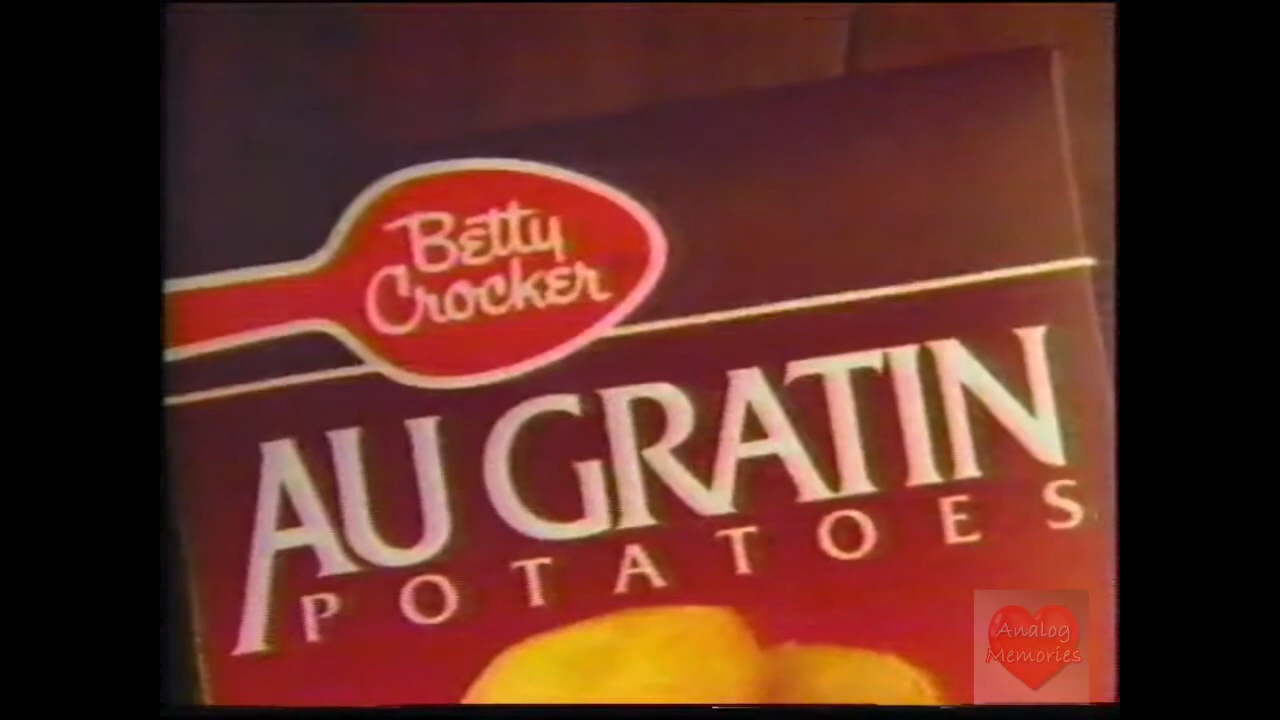 Betty
Crocker
AU GRATIN
POTATOES
Analog
Memories